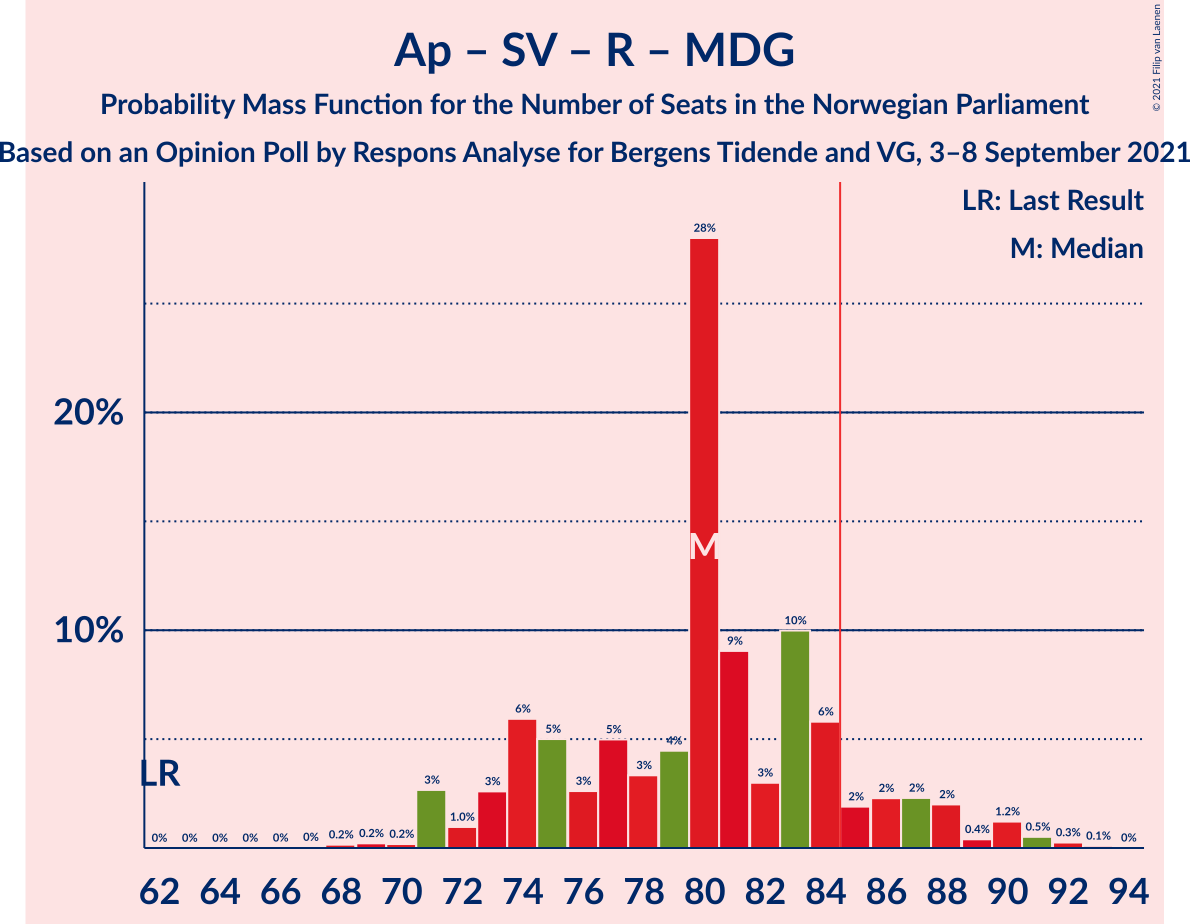 Ap – SV – R – MDG
Probability Mass Function for the Number of Seats in the Norwegian Parliament
Based on an Opinion Poll by Respons Analyse for Bergens Tidende and VG, 3–8 September 2021
© 2021 Filip van Laenen
LR: Last Result
M: Median
28%
20%
M
10%
10%
9%
6% 6%
5% 5%
4%
LR
3% 3% 3% 3% 3%
2% 2% 2% 2%
1.0% 1.2%
0% 0% 0% 0% 0% 0% 0.2% 0.2% 0.2% 0.4% 0.5% 0.3% 0.1% 0%
62 64 66 68 70 72 74 76 78 80 82 84 86 88 90 92 94